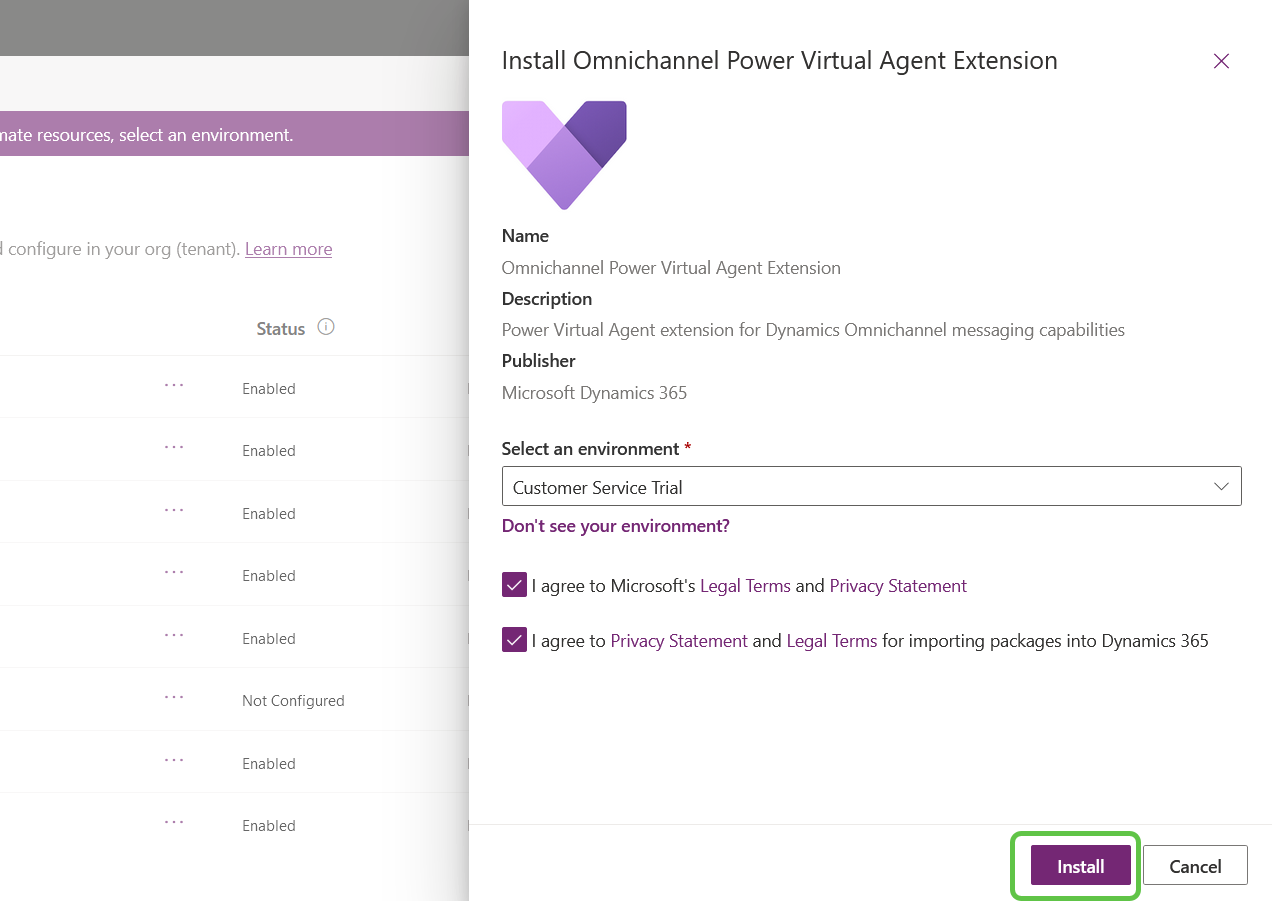 Install Omnichannel Power Virtual Agent Extension
mate resources, select an environment.
configure in your org (tenant). Learn more
Status
Enabled
Enabled
Enabled
Enabled
Enabled
Not Configured
Enabled
Enabled
Name
Omnichannel Power Virtual Agent Extension
Description
Power Virtual Agent extension for Dynamics Omnichannel messaging capabilities
Publisher
Microsoft Dynamics 365
Select an environment *
Customer Service Trial
Don't see your environment?
I agree to Microsoft's Legal Terms and Privacy Statement
I agree to Privacy Statement and Legal Terms for importing packages into Dynamics 365
Install
Cancel